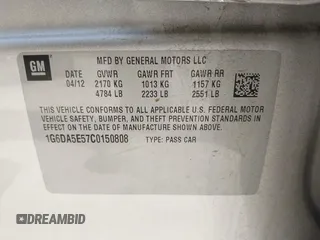 GM
MFD BY GENERAL MOTORS LLC
04/12 GVWR GAWR FRT GAWR RR
2170 KG 1013 KG 1157 KG
4784 LB 2233 LB 2551 LB
THIS VEHICLE CONFORMS TO ALL APPLICABLE U.S. FEDERAL MOTOR
VEHICLE SAFETY, BUMPER, AND THEFT PREVENTION STANDARDS
IN EFFECT ON THE DATE OF MANUFACTURE SHOWN ABOVE.
1G6DA5E57C0150808 TYPE: PASS CAR
RIDERBID